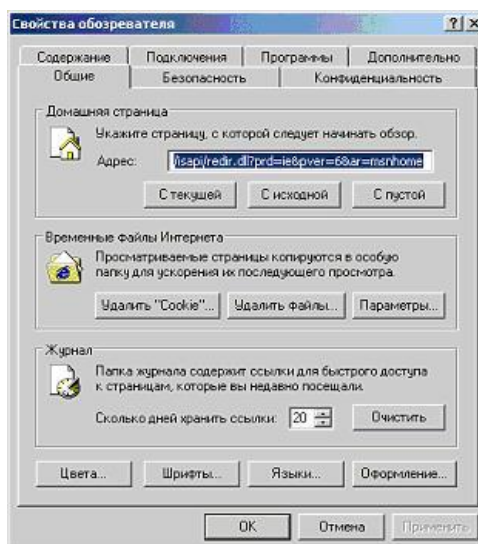 Свойства обозревателя
Содержание Подключения Программы Дополнительно
Общие Безопасность Конфиденциальность
Домашняя страница
Укажите страницу, с которой следует начинать обзор.
Адрес: /isapi/redir.dll?prd=ie&pver=6&ar=msnhome
С текущей С исходной С пустой
Временные файлы Интернета
Просматриваемые страницы копируются в особую
папку для ускорения их последующего просмотра.
Удалить "Cookie"... Удалить файлы... Параметры...
Журнал
Папка журнала содержит ссылки для быстрого доступа
к страницам, которые вы недавно посещали.
Сколько дней хранить ссылки: 20 Очистить
Цвета... Шрифты... Языки... Оформление...
OK Отмена Применить